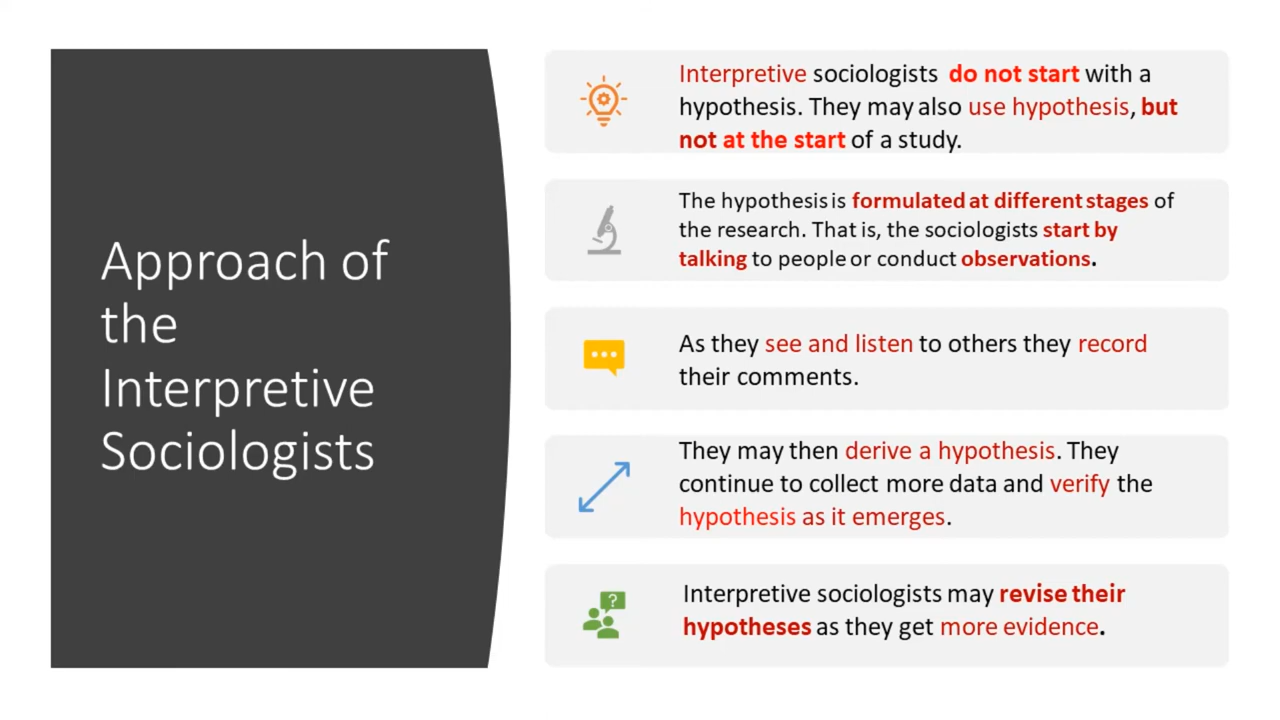 Approach of
the
Interpretive
Sociologists
Interpretive sociologists do not start with a
hypothesis. They may also use hypothesis, but
not at the start of a study.
The hypothesis is formulated at different stages of
the research. That is, the sociologists start by
talking to people or conduct observations.
As they see and listen to others they record
their comments.
They may then derive a hypothesis. They
continue to collect more data and verify the
hypothesis as it emerges.
?
Interpretive sociologists may revise their
hypotheses as they get more evidence.